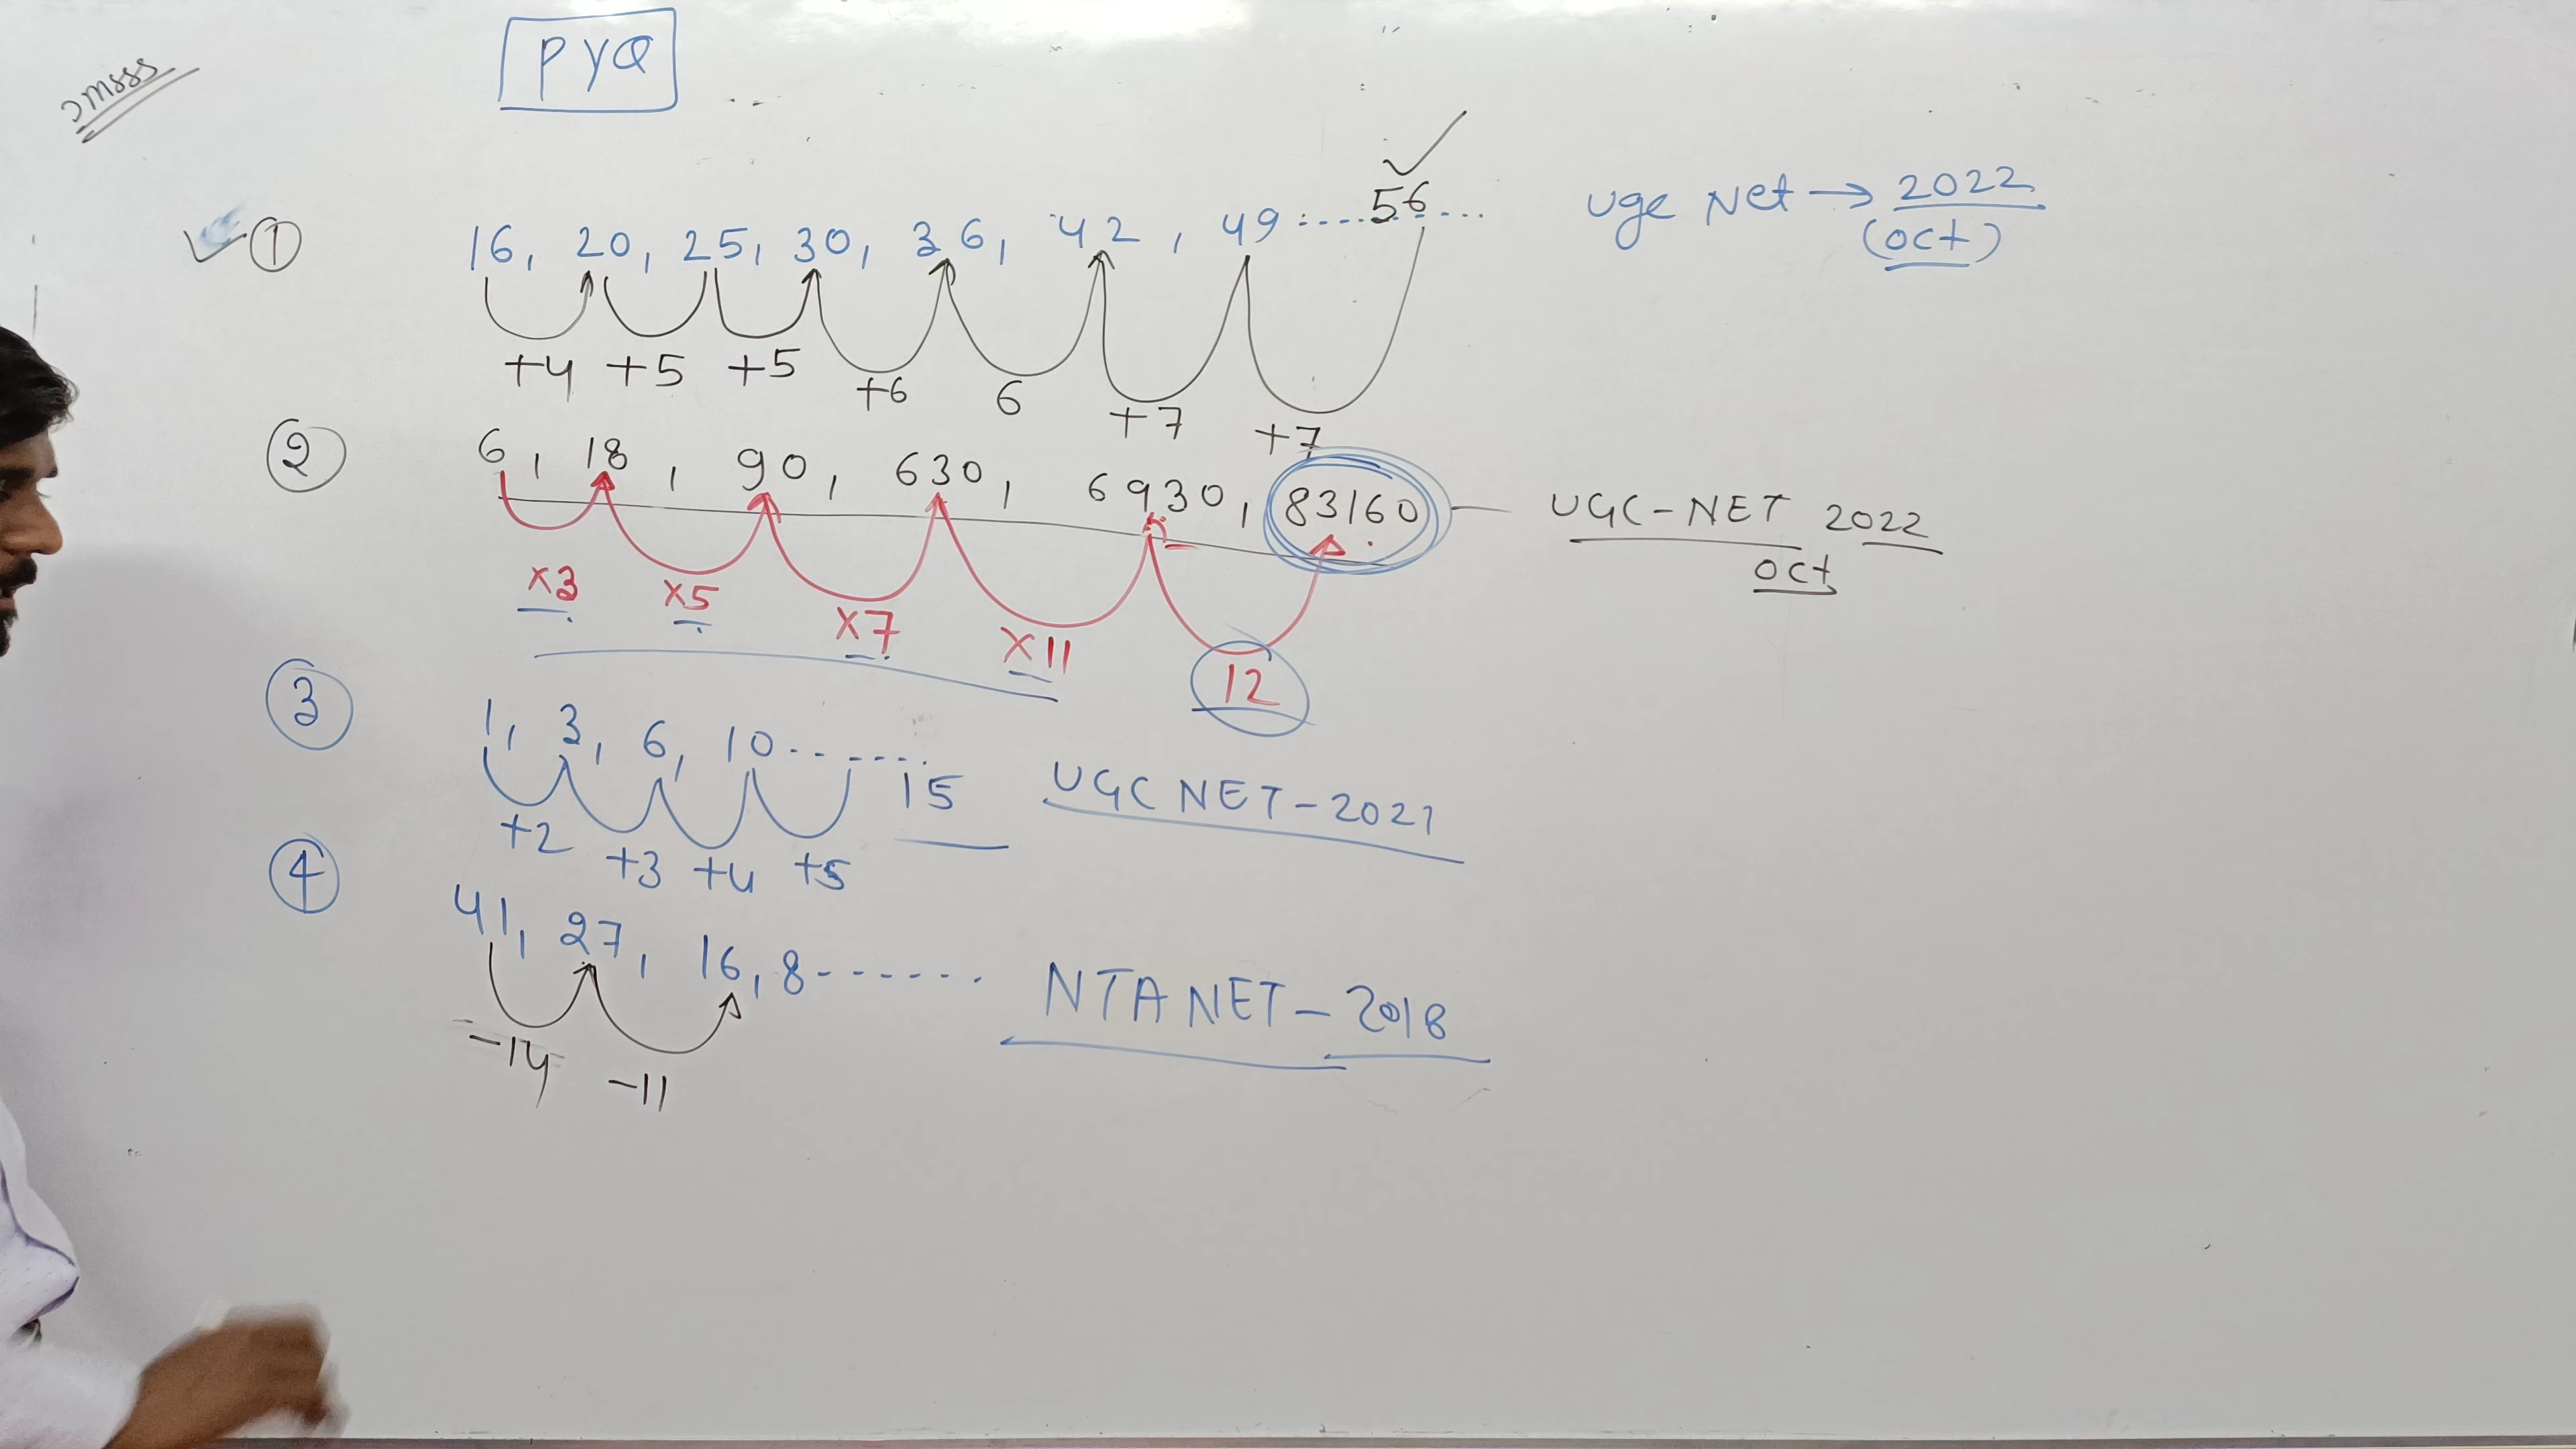 PYQ
① 16, 20, 25, 30, 36, 42, 49 ........ 56 ✓ Uge Net → 2022
(oct)
+4 +5 +5 +6 6 +7 +7
② 6, 18, 90, 630, 6930, 83160 — UGC-NET 2022
oct
×3 ×5 ×7 ×11 12
③ 1, 3, 6, 10 ....... 15 UGC NET-2021
+2 +3 +4 +5
④ 41, 27, 16, 8 ------- NTA NET-2018
-14 -11